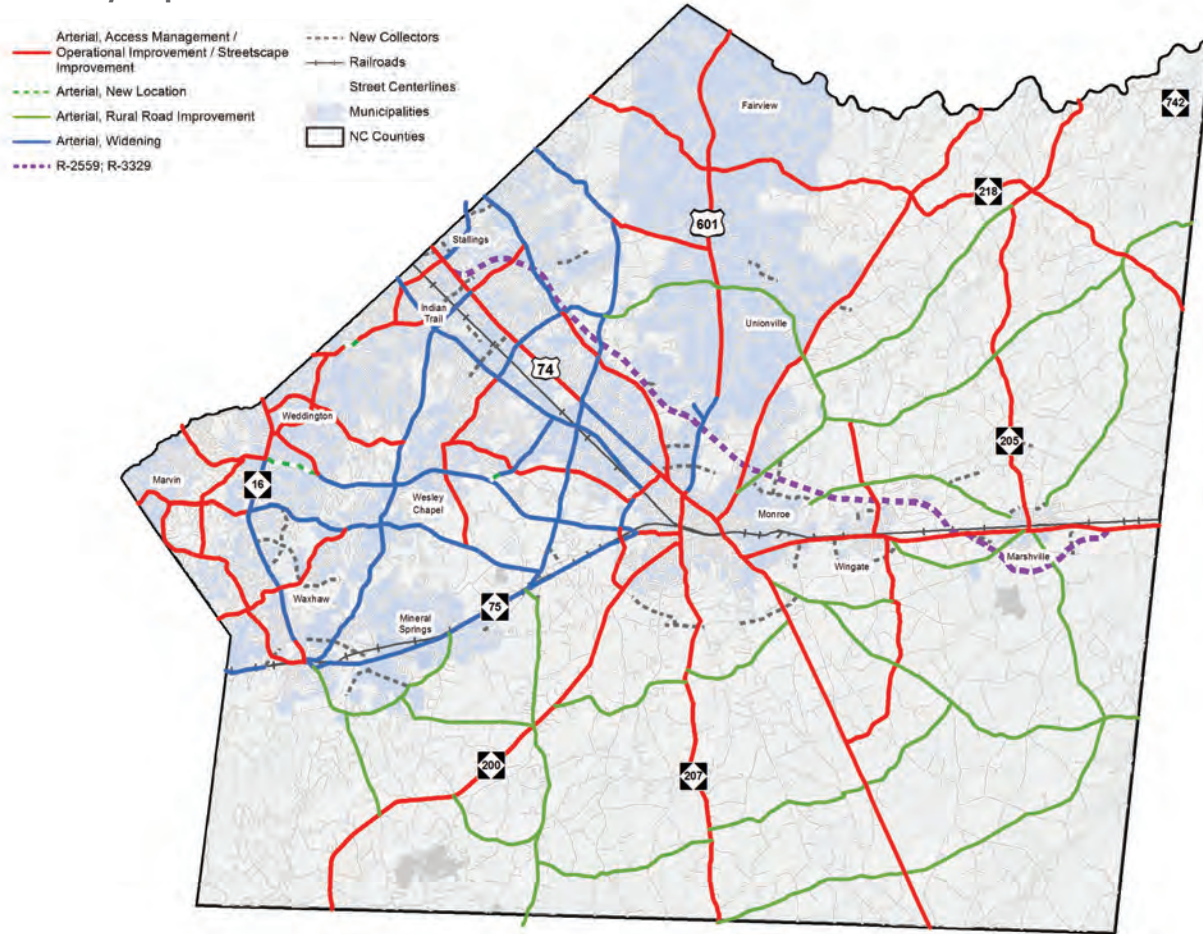 Arterial, Access Management /
Operational Improvement / Streetscape
Improvement
Arterial, New Location
Arterial, Rural Road Improvement
Arterial, Widening
R-2559; R-3329
New Collectors
Railroads
Street Centerlines
Municipalities
NC Counties
742
Fairview
218
601
Stallings
Indian
Trail
Unionville
74
Weddington
205
Marvin
16
Wesley
Chapel
Monroe
Wingate
Marshville
Waxhaw
75
Mineral
Springs
200
207